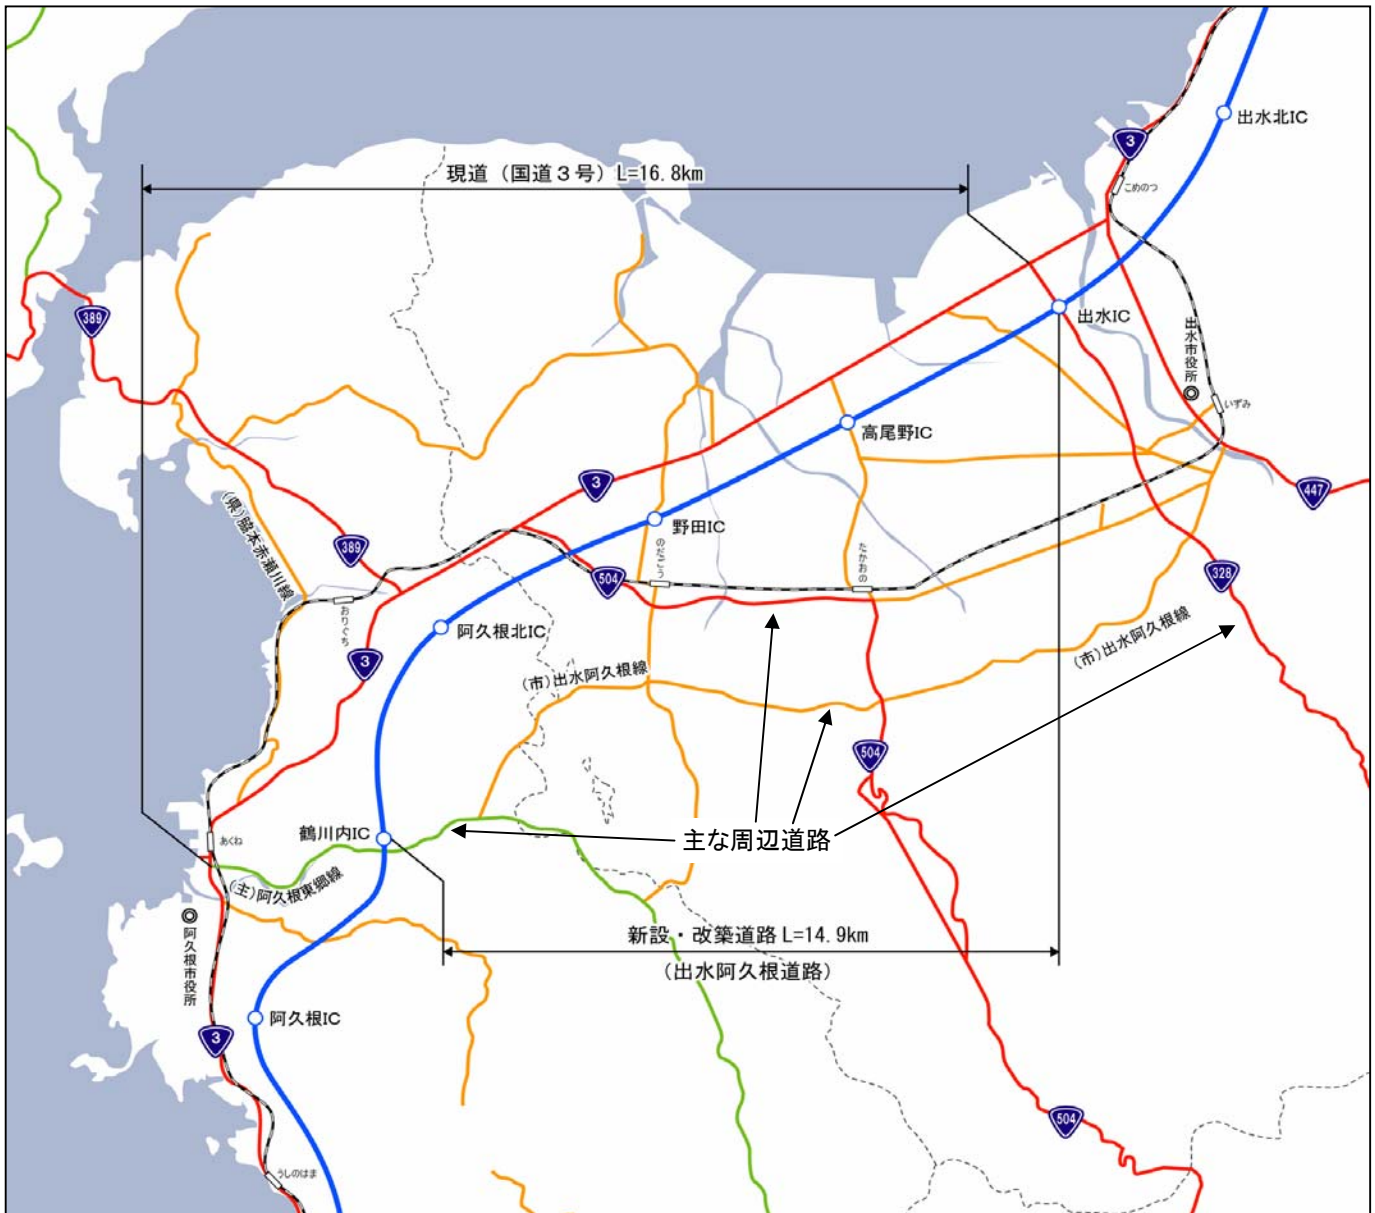 出水北IC
3
こめのつ
現道（国道３号）L=16.8km
389
出水IC
出水市役所
いずみ
高尾野IC
3
447
(県)脇本赤瀬川線
野田IC
389
のだごう
たかおの
504
328
おりぐち
阿久根北IC
3
(市)出水阿久根線
(市)出水阿久根線
504
鶴川内IC
主な周辺道路
あくね
(主)阿久根東郷線
新設・改築道路 L=14.9km
（出水阿久根道路）
阿久根市役所
阿久根IC
3
504
うしのはま